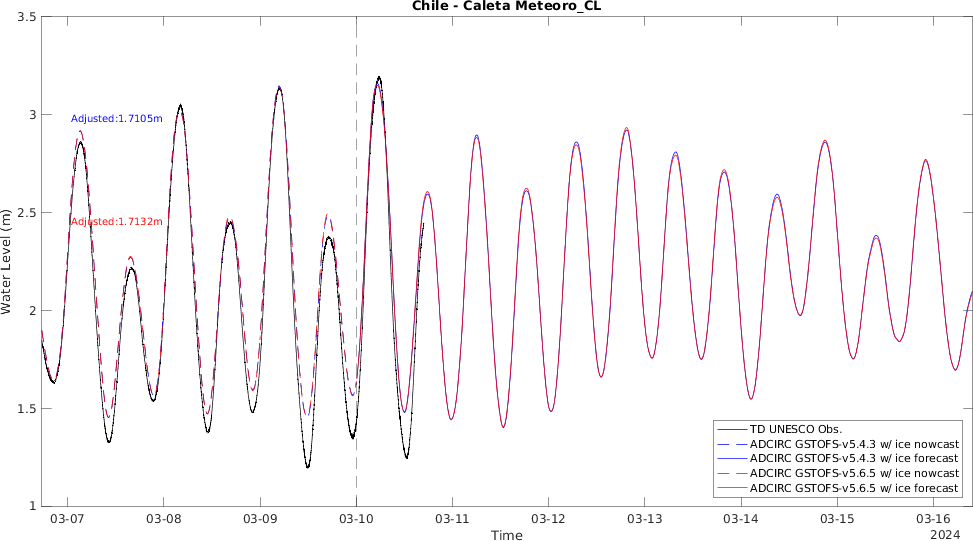 Chile - Caleta Meteoro_CL
3.5
3
2.5
2
1.5
1
Water Level (m)
Adjusted:1.7105m
Adjusted:1.7132m
TD UNESCO Obs.
ADCIRC GSTOFS-v5.4.3 w/ ice nowcast
ADCIRC GSTOFS-v5.4.3 w/ ice forecast
ADCIRC GSTOFS-v5.6.5 w/ ice nowcast
ADCIRC GSTOFS-v5.6.5 w/ ice forecast
03-07 03-08 03-09 03-10 03-11 03-12 03-13 03-14 03-15 03-16
Time
2024